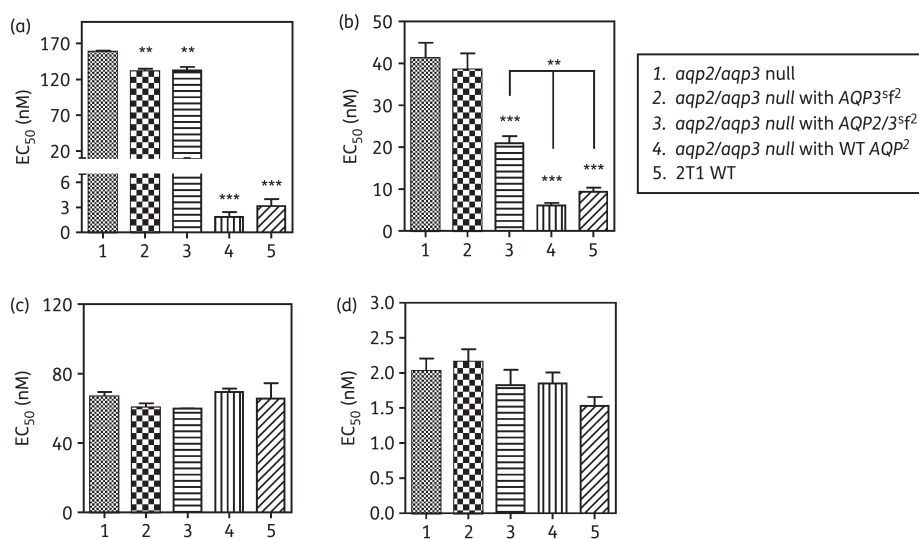 (a)
EC50 (nM)
170
120
70
20
6
3
0
**
**
***
***
1 2 3 4 5
(b)
EC50 (nM)
50
40
30
20
10
0
**
***
***
***
1 2 3 4 5
1. aqp2/aqp3 null
2. aqp2/aqp3 null with AQP3ˢf²
3. aqp2/aqp3 null with AQP2/3ˢf²
4. aqp2/aqp3 null with WT AQP²
5. 2T1 WT
(c)
EC50 (nM)
120
80
40
0
1 2 3 4 5
(d)
EC50 (nM)
3.0
2.5
2.0
1.5
1.0
0.5
0.0
1 2 3 4 5